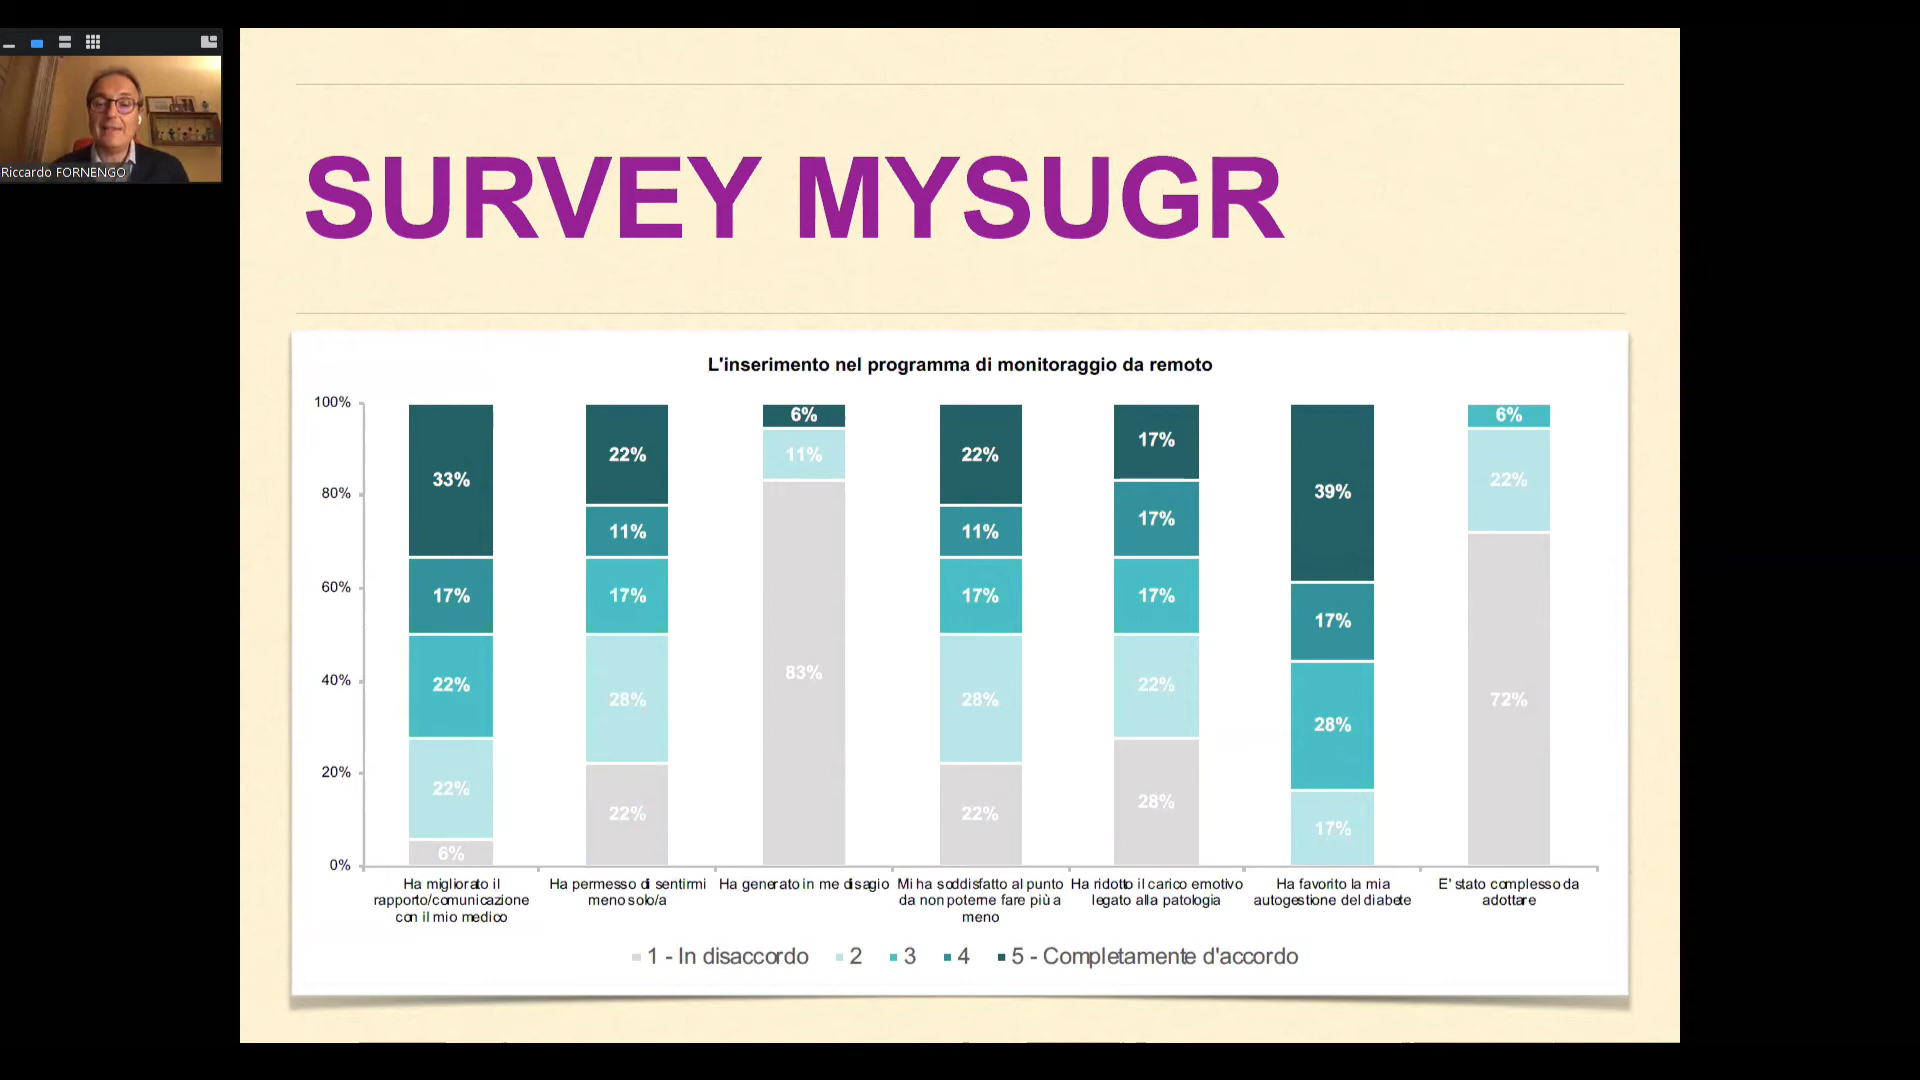 Riccardo FORNENGO
SURVEY MYSUGR
L'inserimento nel programma di monitoraggio da remoto
100%
80%
60%
40%
20%
0%
33%
17%
22%
22%
6%
22%
11%
17%
28%
22%
6%
11%
83%
22%
11%
17%
28%
22%
17%
17%
17%
22%
28%
39%
17%
28%
17%
6%
22%
72%
Ha migliorato il
rapporto/comunicazione
con il mio medico
Ha permesso di sentirmi
meno solo/a
Ha generato in me disagio
Mi ha soddisfatto al punto
da non poterne fare più a
meno
Ha ridotto il carico emotivo
legato alla patologia
Ha favorito la mia
autogestione del diabete
E' stato complesso da
adottare
1 - In disaccordo 2 3 4 5 - Completamente d'accordo